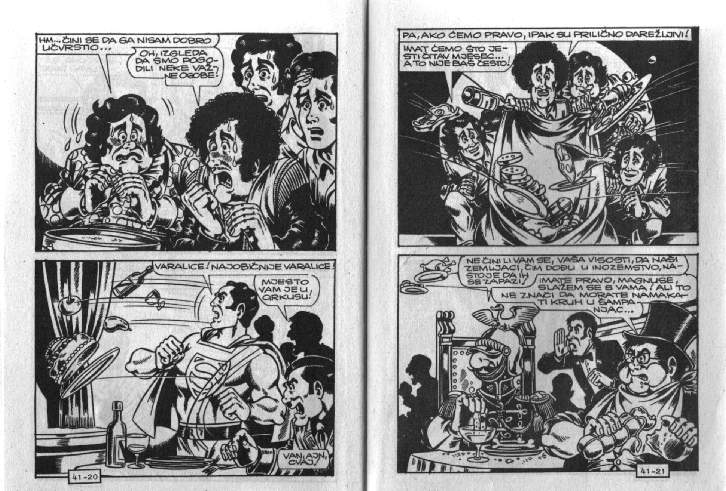 HM... ČINI SE DA GA NISAM DOBRO
UČVRSTIO...
OH, IZGLEDA
DA SMO POGO-
DILI NEKE VAŽ-
NE OSOBE!
VARALICE! NAJOBIČNIJE VARALICE!
MJESTO
VAM JE U
CIRKUSU!
VAN, AJN,
CVAJ!
41-20
PA, AKO ĆEMO PRAVO, IPAK SU PRILIČNO DAREŽLJIVI!
IMAT ĆEMO ŠTO JE-
STI ČITAV MJESEC...
A TO NIJE BAŠ ČESTO!
NE ČINI LI VAM SE, VAŠA VISOSTI, DA NAŠI
ZEMLJACI, ČIM DOĐU U INOZEMSTVO, NA-
STOJE DA IH
SE ZAPAZI?
IMATE PRAVO, MAGNUSE,
SLAŽEM SE S VAMA! ALI TO
NE ZNAČI DA MORATE NAMAKA-
TI KRUH U ŠAMPA-
NJAC...
41-21